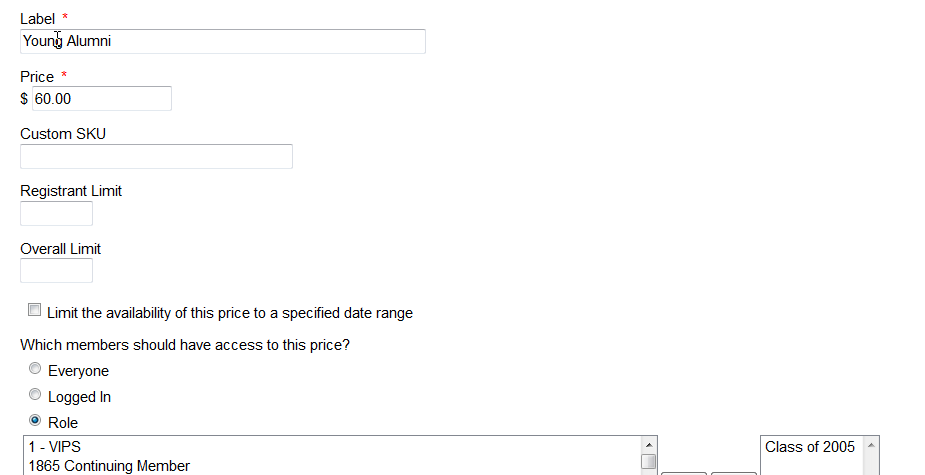 Label *
Young Alumni
Price *
$ 60.00
Custom SKU
Registrant Limit
Overall Limit
Limit the availability of this price to a specified date range
Which members should have access to this price?
Everyone
Logged In
Role
1 - VIPS
Class of 2005
1865 Continuing Member